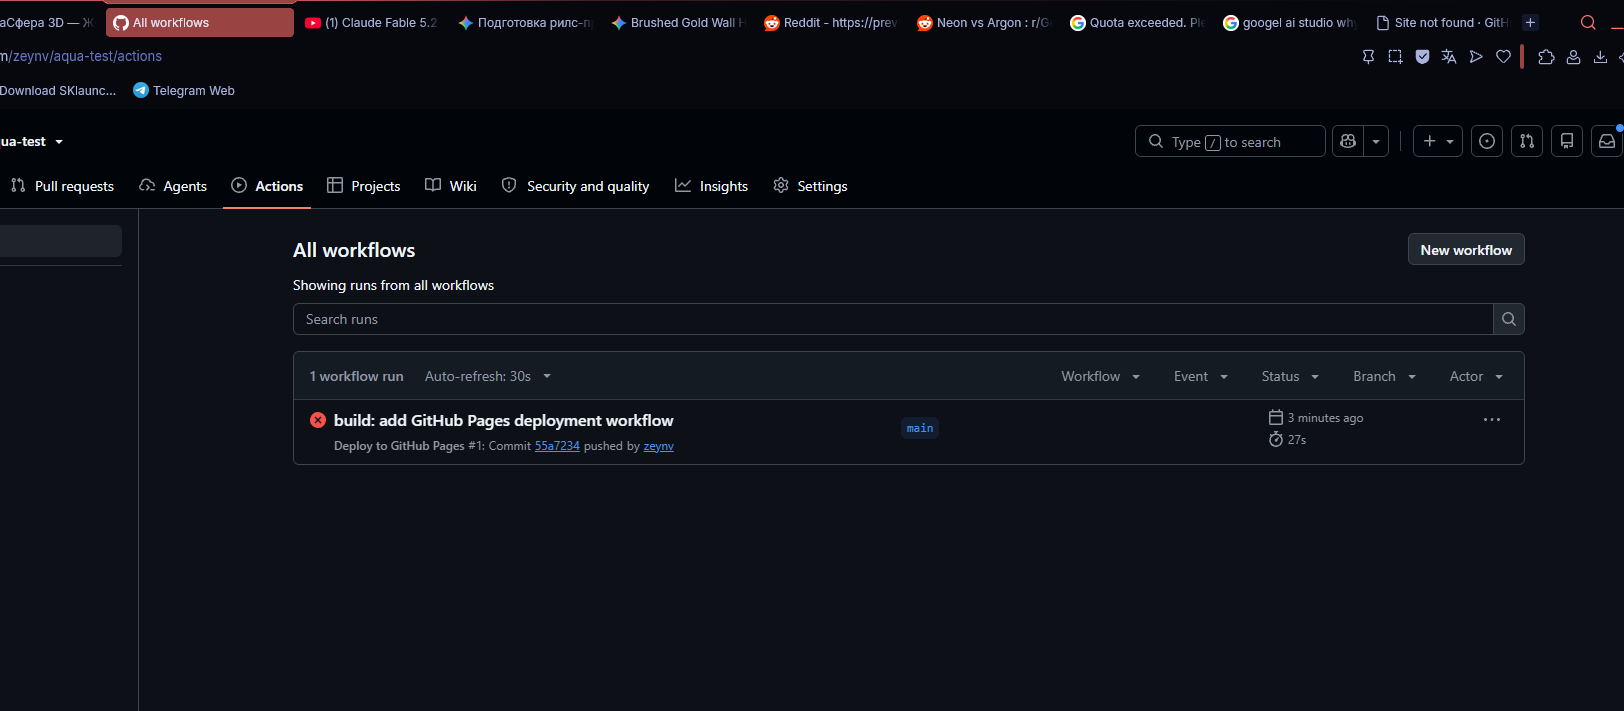 аСфера 3D — Ж
All workflows
(1) Claude Fable 5.2
Подготовка рилс-п
Brushed Gold Wall H
Reddit - https://prev
Neon vs Argon : r/G
Quota exceeded. Ple
googel ai studio why
Site not found · GitH
m/zeynv/aqua-test/actions
Download SKlaunc...
Telegram Web
ua-test
Type / to search
Pull requests
Agents
Actions
Projects
Wiki
Security and quality
Insights
Settings
All workflows
New workflow
Showing runs from all workflows
Search runs
1 workflow run
Auto-refresh: 30s
Workflow
Event
Status
Branch
Actor
build: add GitHub Pages deployment workflow
main
3 minutes ago
Deploy to GitHub Pages #1: Commit 55a7234 pushed by zeynv
27s